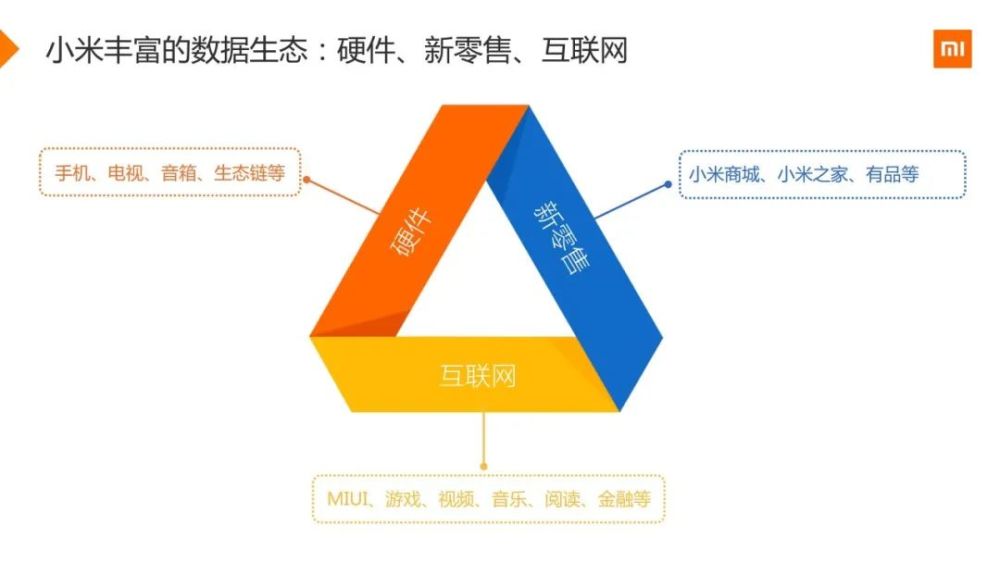 小米丰富的数据生态：硬件、新零售、互联网
mi
手机、电视、音箱、生态链等
小米商城、小米之家、有品等
硬件
新零售
互联网
MIUI、游戏、视频、音乐、阅读、金融等